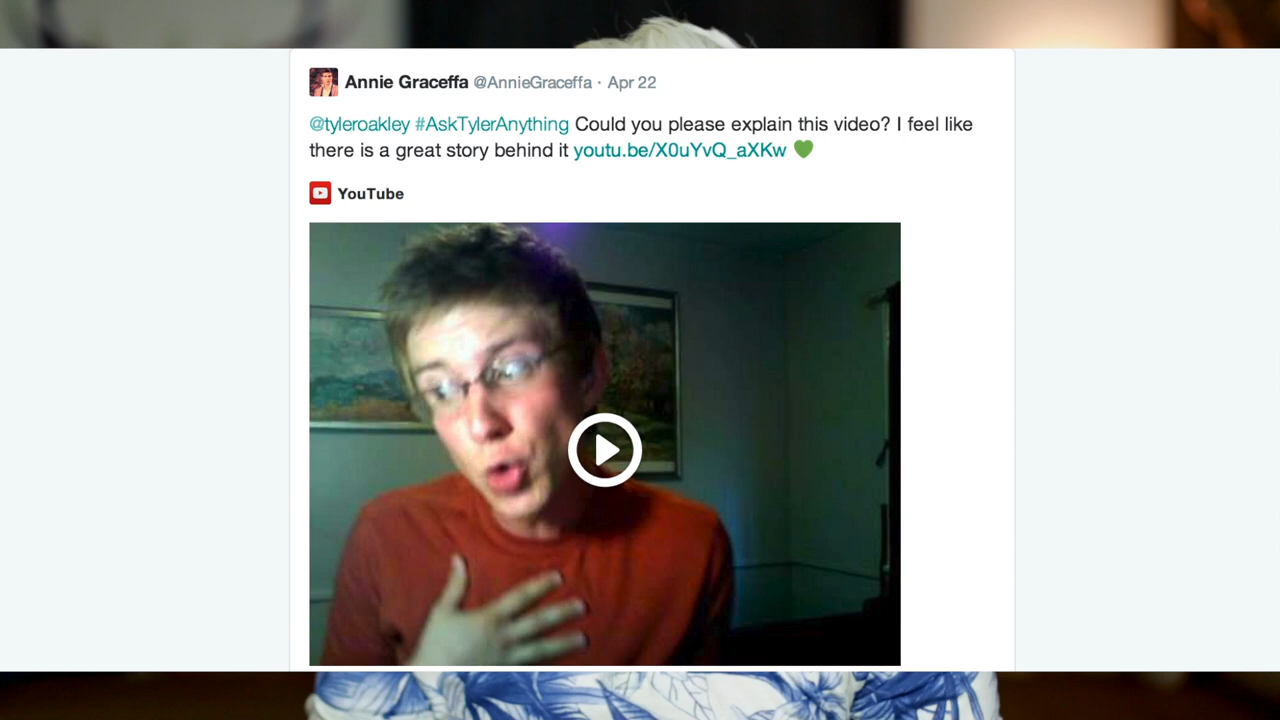 Annie Graceffa @AnnieGraceffa · Apr 22
@tyleroakley #AskTylerAnything Could you please explain this video? I feel like
there is a great story behind it youtu.be/X0uYvQ_aXKw 💚
YouTube